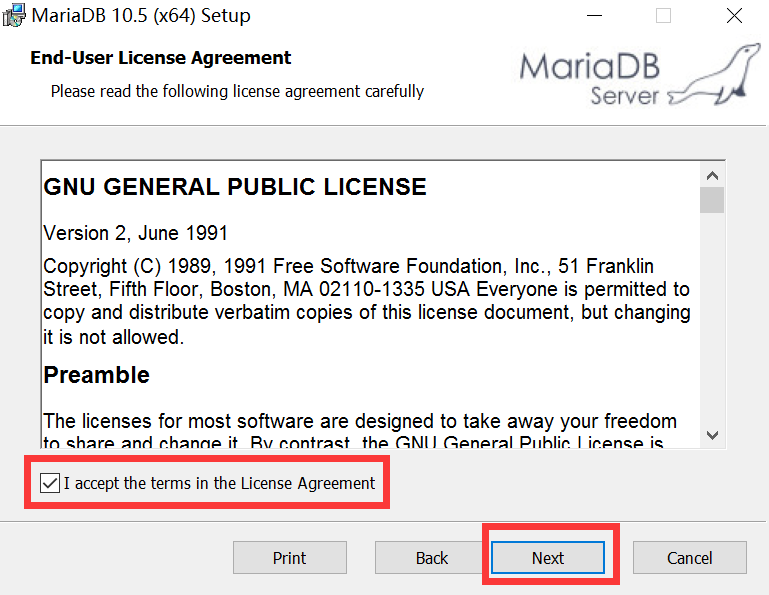 MariaDB 10.5 (x64) Setup
End-User License Agreement
Please read the following license agreement carefully
MariaDB
Server
GNU GENERAL PUBLIC LICENSE
Version 2, June 1991
Copyright (C) 1989, 1991 Free Software Foundation, Inc., 51 Franklin
Street, Fifth Floor, Boston, MA 02110-1335 USA Everyone is permitted to
copy and distribute verbatim copies of this license document, but changing
it is not allowed.
Preamble
The licenses for most software are designed to take away your freedom
to share and change it. By contrast, the GNU General Public License is
I accept the terms in the License Agreement
Print
Back
Next
Cancel